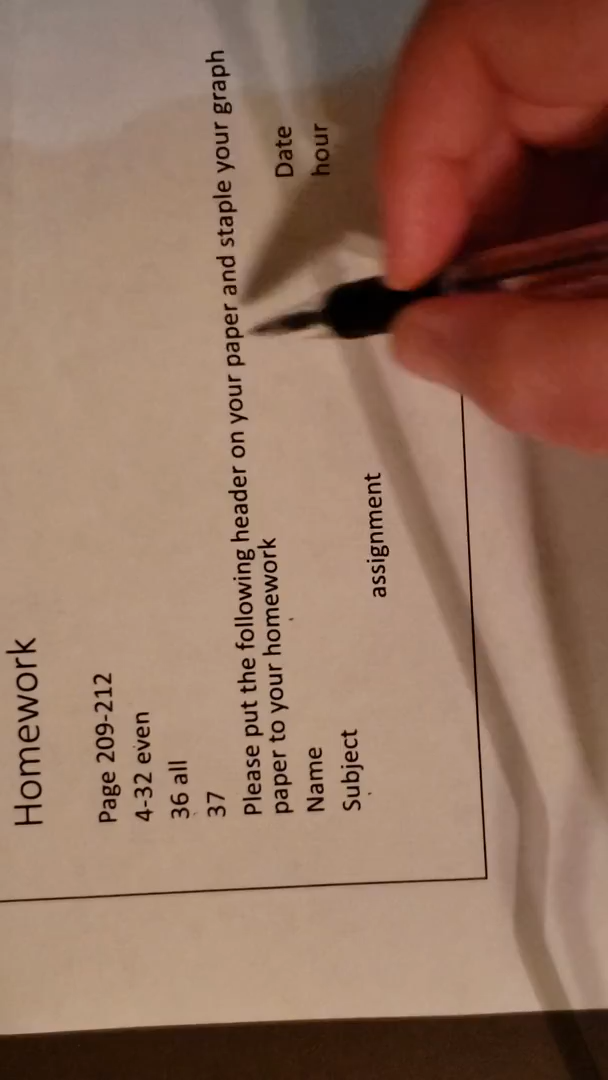 Homework
Page 209-212
4-32 even
36 all
37
Please put the following header on your paper and staple your graph
paper to your homework
Name Date
Subject hour
assignment